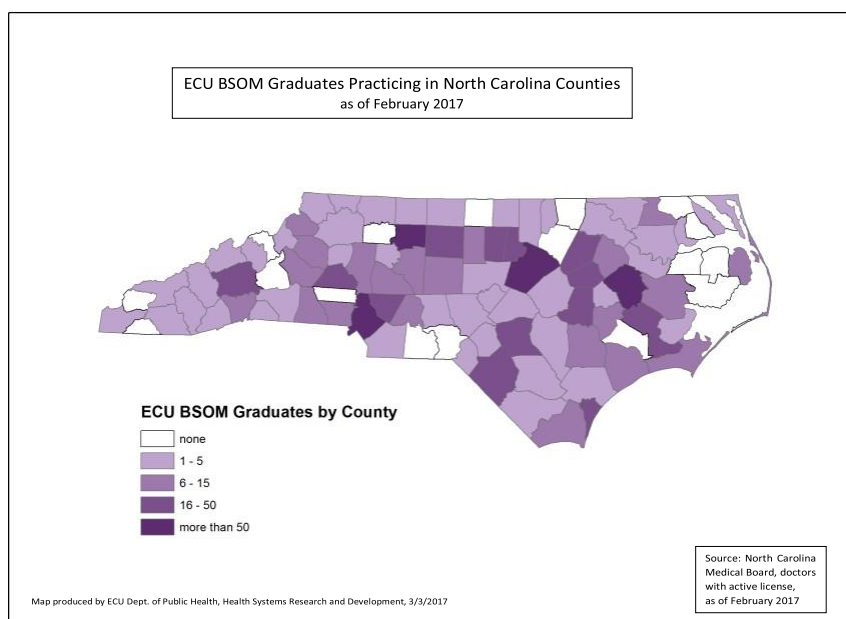 ECU BSOM Graduates Practicing in North Carolina Counties
as of February 2017
ECU BSOM Graduates by County
none
1 - 5
6 - 15
16 - 50
more than 50
Source: North Carolina
Medical Board, doctors
with active license,
as of February 2017
Map produced by ECU Dept. of Public Health, Health Systems Research and Development, 3/3/2017